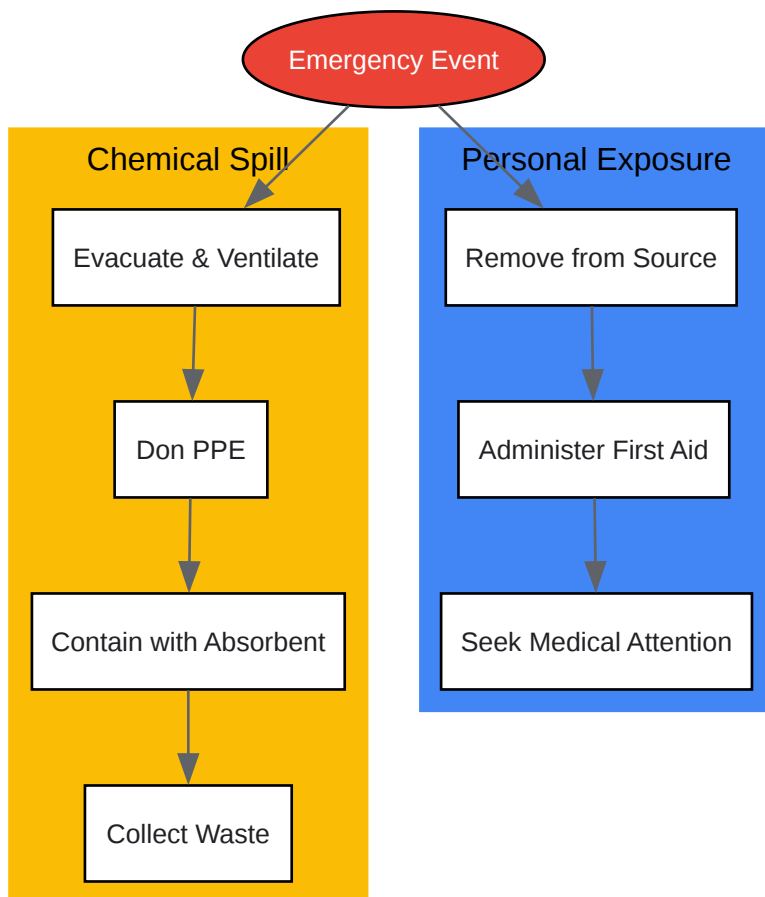 Emergency Event
Chemical Spill
Evacuate & Ventilate
Don PPE
Contain with Absorbent
Collect Waste
Personal Exposure
Remove from Source
Administer First Aid
Seek Medical Attention